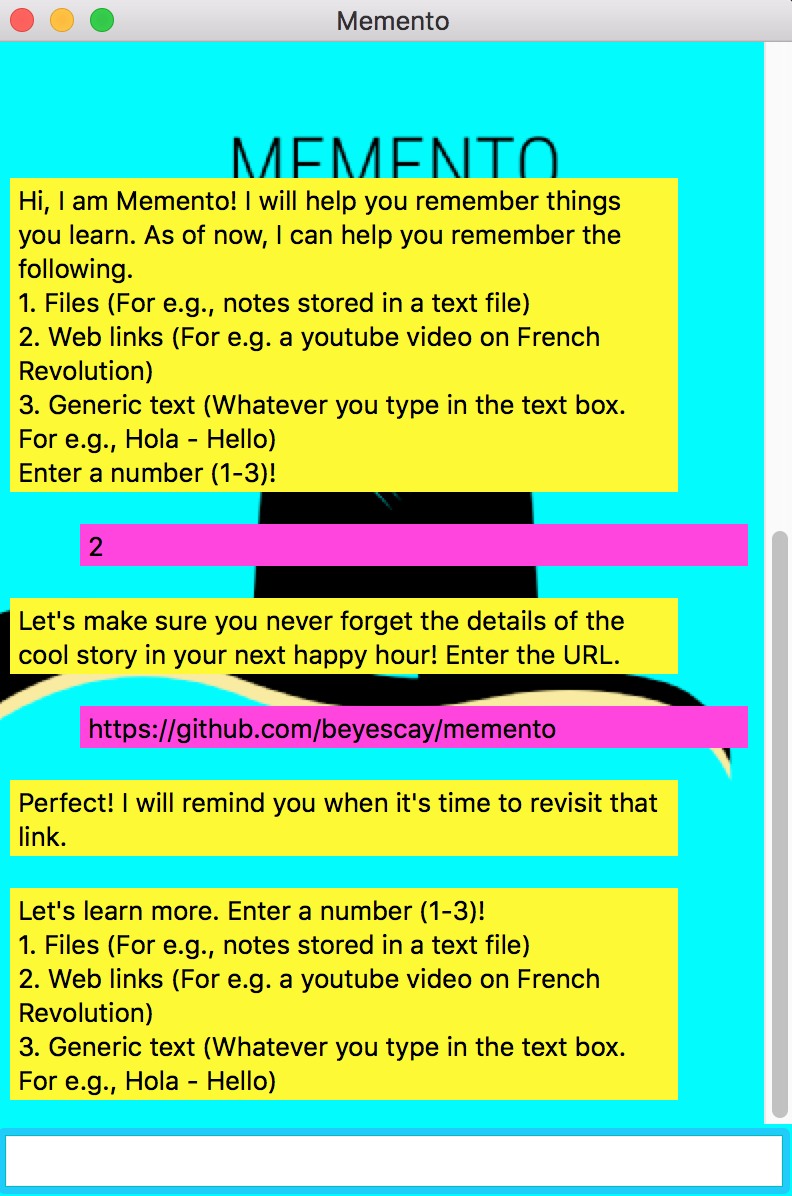 Memento
MEMENTO
Hi, I am Memento! I will help you remember things
you learn. As of now, I can help you remember the
following.
1. Files (For e.g., notes stored in a text file)
2. Web links (For e.g. a youtube video on French
Revolution)
3. Generic text (Whatever you type in the text box.
For e.g., Hola - Hello)
Enter a number (1-3)!
2
Let's make sure you never forget the details of the
cool story in your next happy hour! Enter the URL.
https://github.com/beyescay/memento
Perfect! I will remind you when it's time to revisit that
link.
Let's learn more. Enter a number (1-3)!
1. Files (For e.g., notes stored in a text file)
2. Web links (For e.g. a youtube video on French
Revolution)
3. Generic text (Whatever you type in the text box.
For e.g., Hola - Hello)